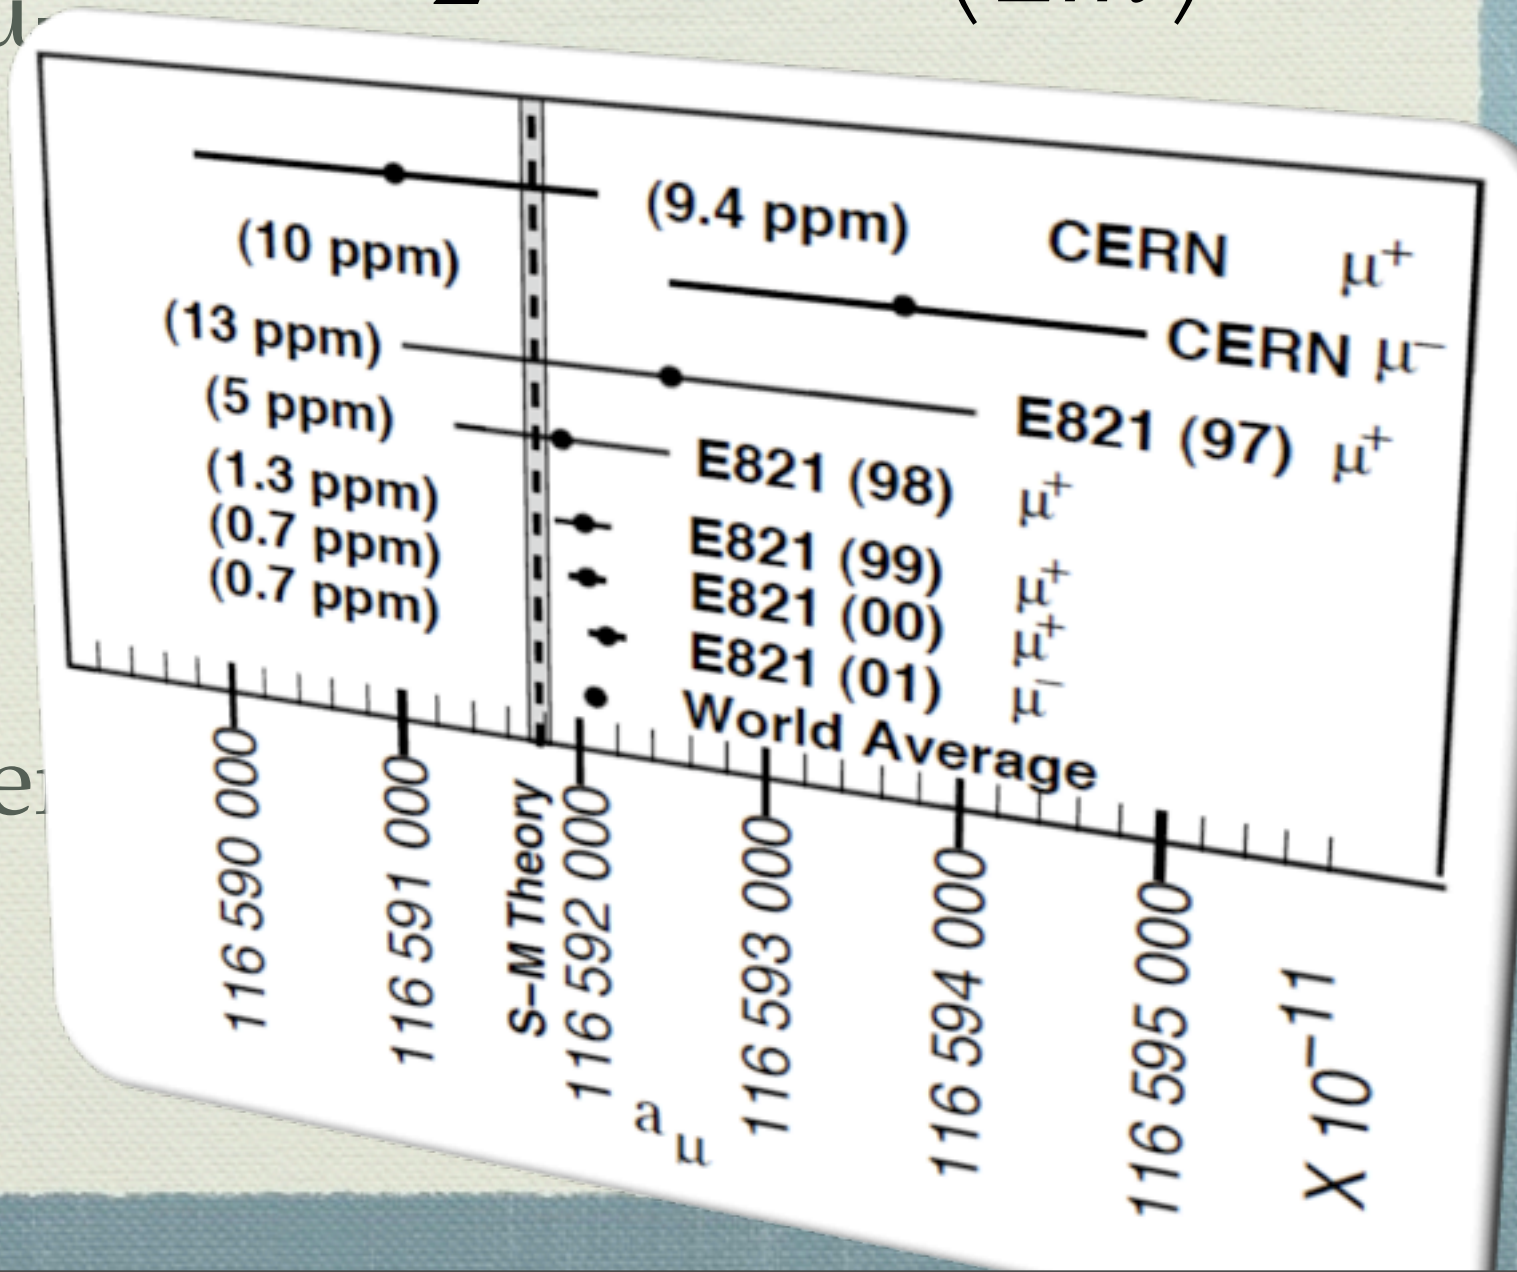 (9.4 ppm) CERN μ⁺
(10 ppm) CERN μ⁻
(13 ppm) E821 (97) μ⁺
(5 ppm) E821 (98) μ⁺
(1.3 ppm) E821 (99) μ⁺
(0.7 ppm) E821 (00) μ⁺
(0.7 ppm) E821 (01) μ⁻
World Average
116 590 000
116 591 000
S–M Theory
116 592 000
116 593 000
116 594 000
116 595 000
X 10⁻¹¹
a μ